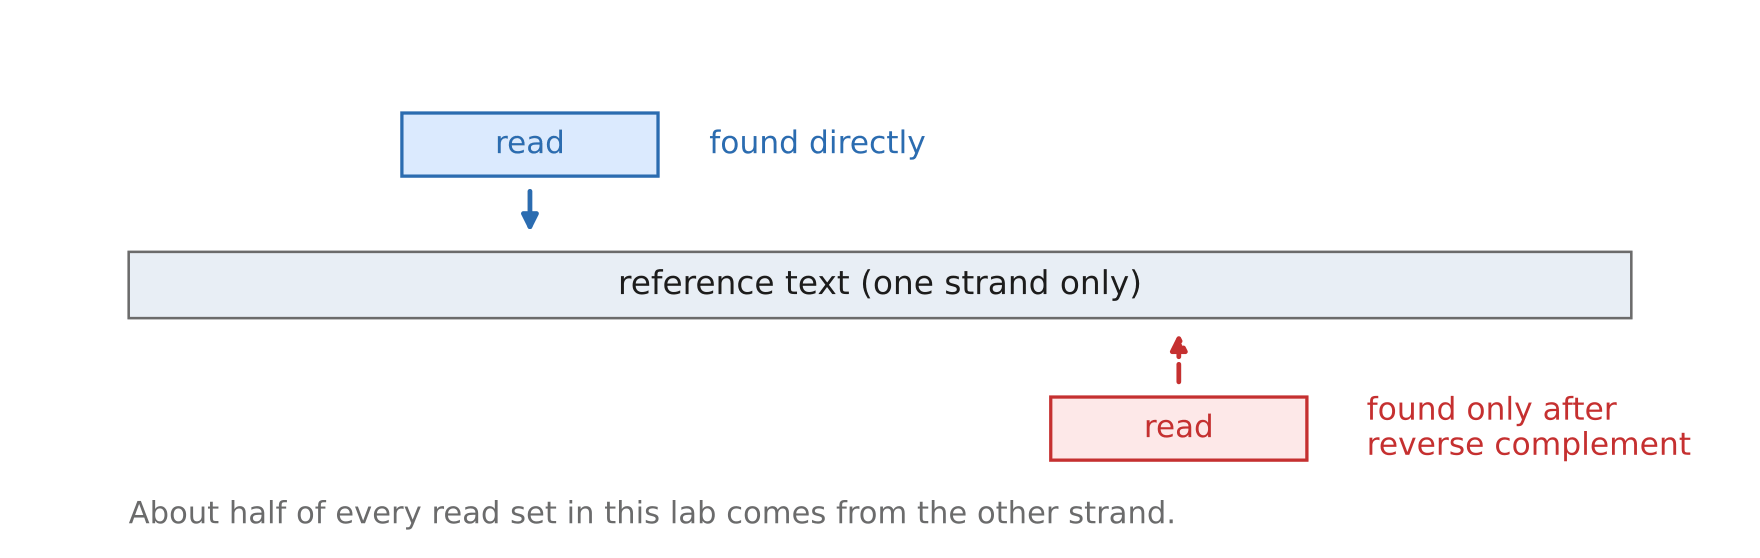 read
found directly
reference text (one strand only)
read
found only after
reverse complement
About half of every read set in this lab comes from the other strand.